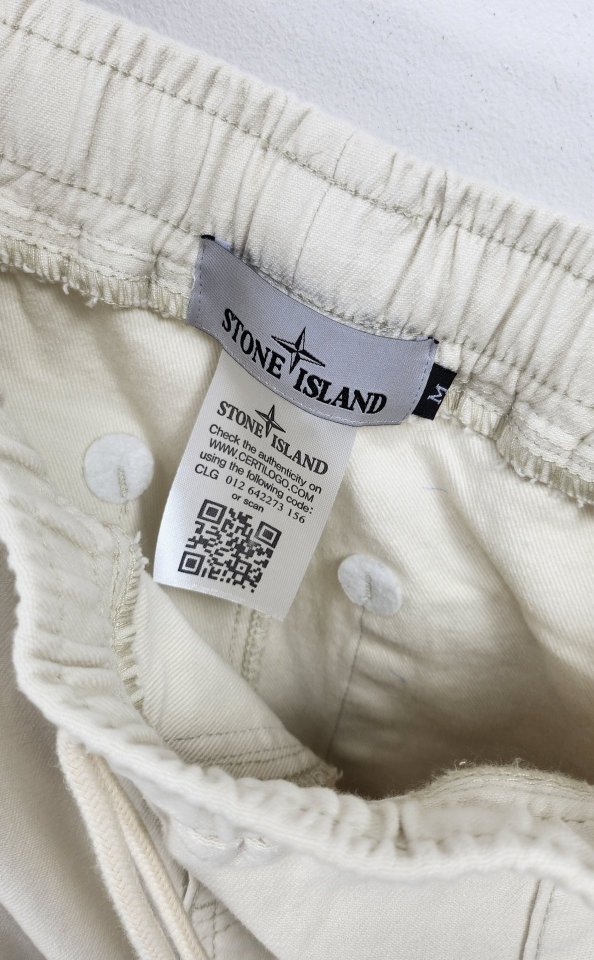 STONE ISLAND
M
STONE ISLAND
Check the authenticity on
WWW.CERTILOGO.COM
using the following code:
CLG 012 642273 156
or scan